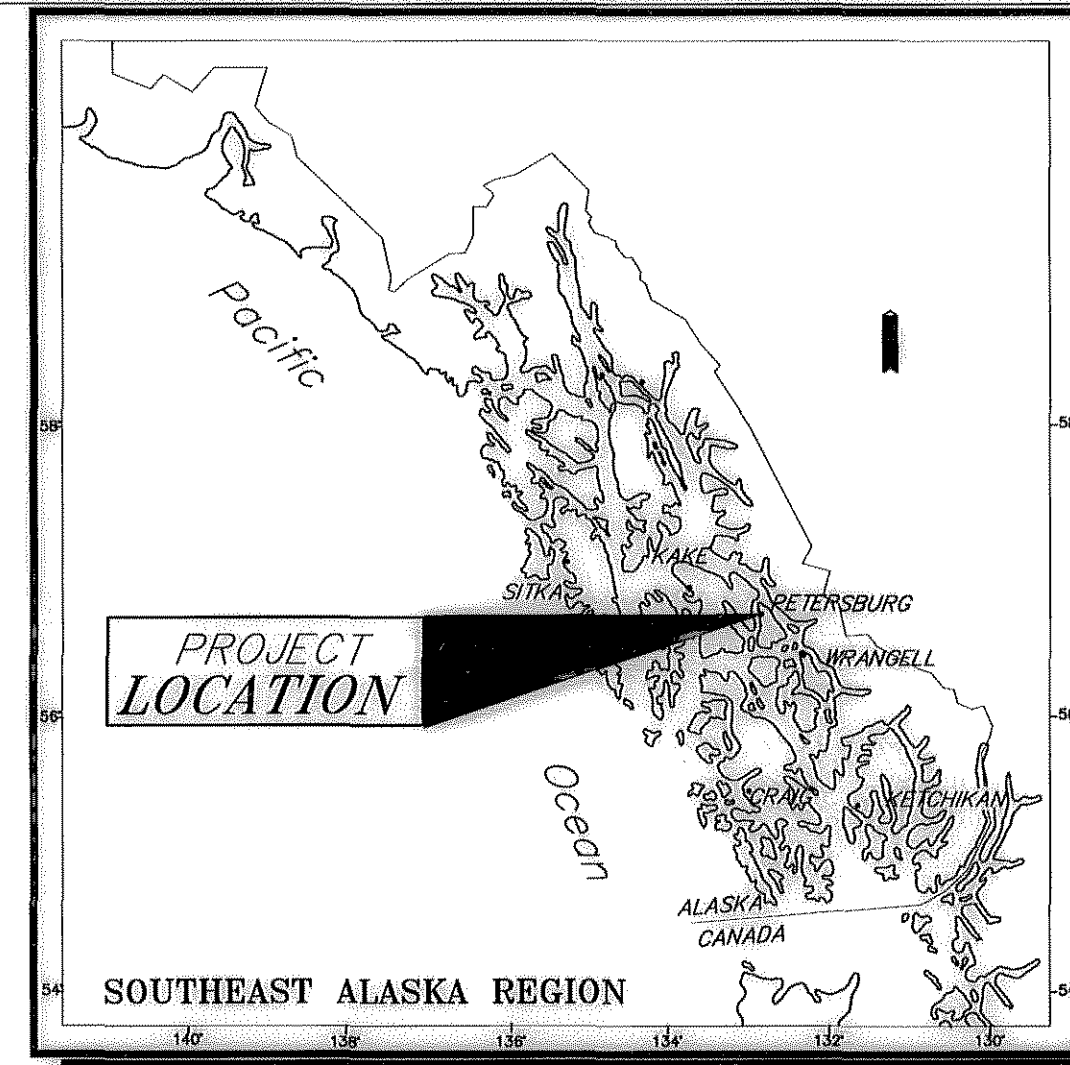 Pacific
58°
58
KAKE
SITKA
PETERSBURG
PROJECT
LOCATION
WRANGELL
56°
Ocean
CRAIG
KETCHIKAN
ALASKA
CANADA
54°
SOUTHEAST ALASKA REGION
140°
138°
136°
134°
132°
130°